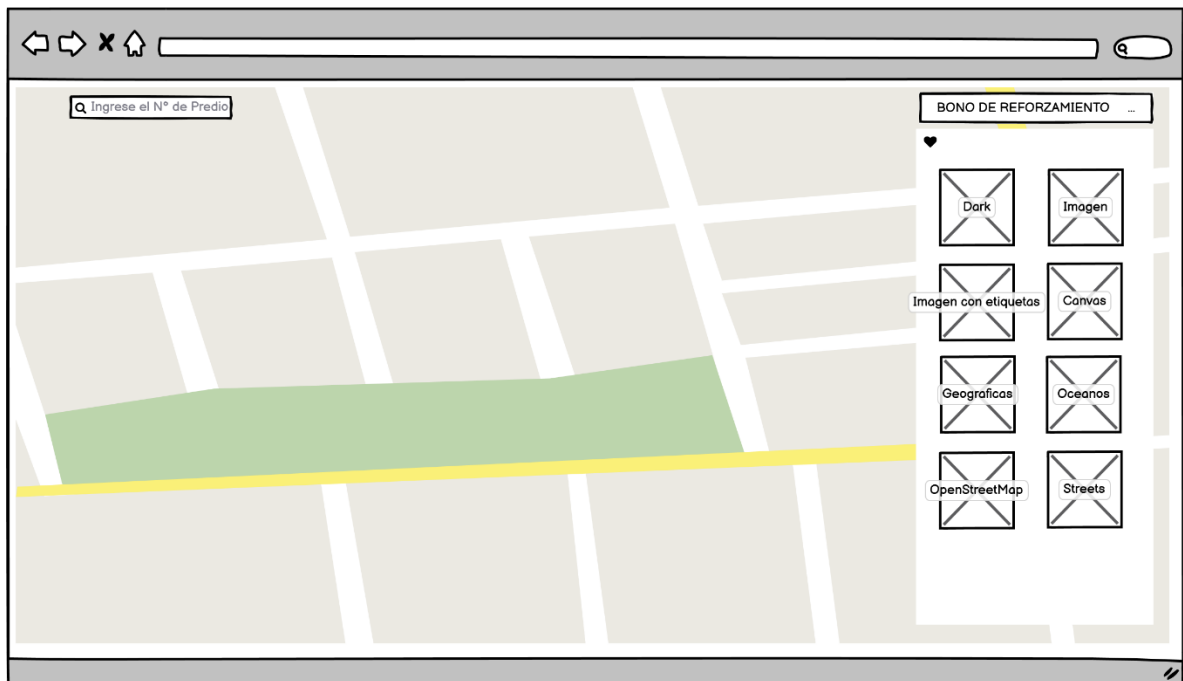 Ingrese el N° de Predio
BONO DE REFORZAMIENTO ...
Dark
Imagen
Imagen con etiquetas
Canvas
Geograficas
Oceanos
OpenStreetMap
Streets